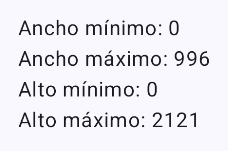 Ancho mínimo: 0
Ancho máximo: 996
Alto mínimo: 0
Alto máximo: 2121